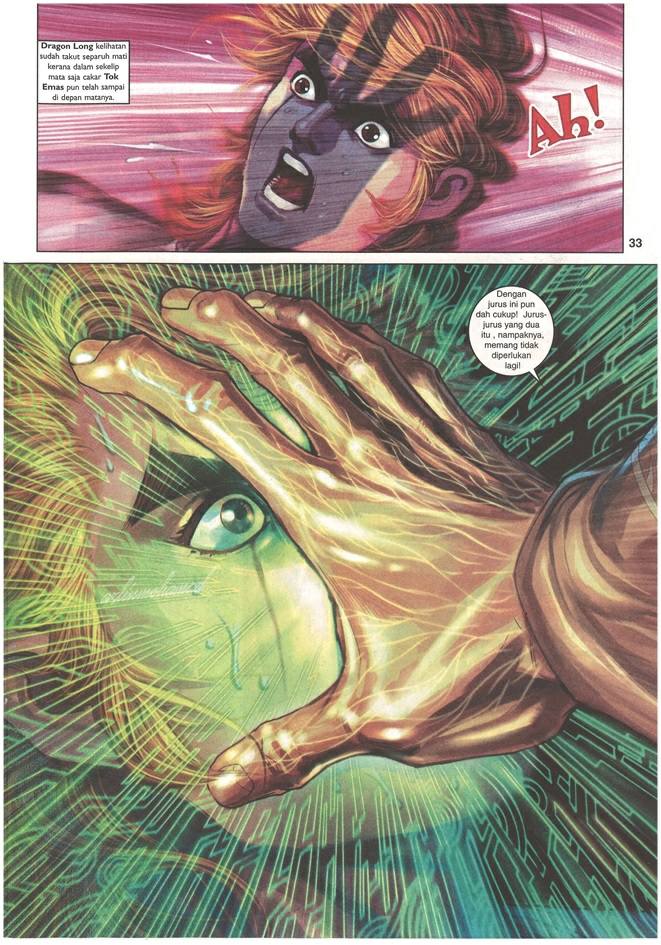 Dragon Long kelihatan
sudah takut separuh mati
kerana dalam sekelip
mata saja cakar Tok
Emas pun telah sampai
di depan matanya.
Ah!
33
Dengan
jurus ini pun
dah cukup! Jurus-
jurus yang dua
itu , nampaknya,
memang tidak
diperlukan
lagi!